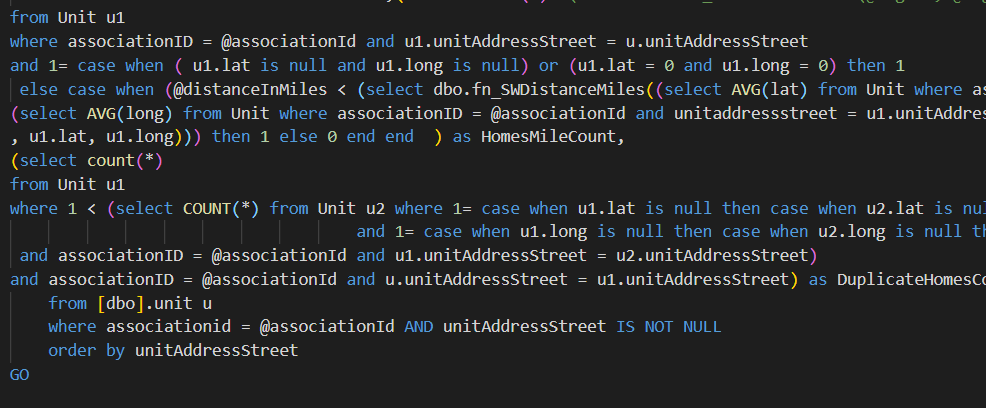 from Unit u1
where associationID = @associationId and u1.unitAddressStreet = u.unitAddressStreet
and 1= case when ( u1.lat is null and u1.long is null) or (u1.lat = 0 and u1.long = 0) then 1
else case when (@distanceInMiles < (select dbo.fn_SWDistanceMiles((select AVG(lat) from Unit where as
(select AVG(long) from Unit where associationID = @associationId and unitaddressstreet = u1.unitAddres
, u1.lat, u1.long))) then 1 else 0 end end  ) as HomesMileCount,
(select count(*)
from Unit u1
where 1 < (select COUNT(*) from Unit u2 where 1= case when u1.lat is null then case when u2.lat is nul
and 1= case when u1.long is null then case when u2.long is null th
and associationID = @associationId and u1.unitAddressStreet = u2.unitAddressStreet)
and associationID = @associationId and u.unitAddressStreet = u1.unitAddressStreet) as DuplicateHomesCo
from [dbo].unit u
where associationid = @associationId AND unitAddressStreet IS NOT NULL
order by unitAddressStreet
GO